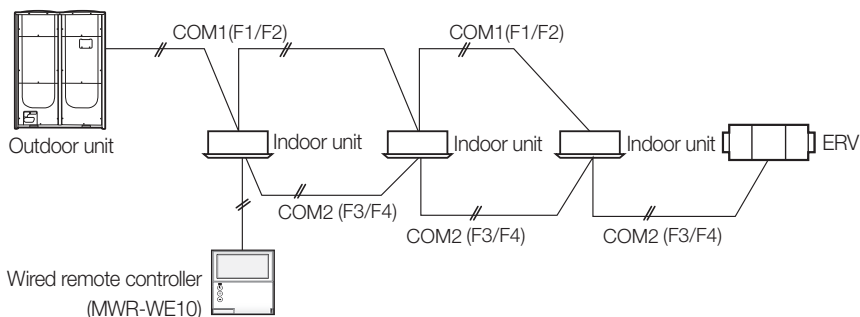 COM1(F1/F2)
COM1(F1/F2)
Outdoor unit
Indoor unit
Indoor unit
Indoor unit
ERV
COM2 (F3/F4)
COM2 (F3/F4)
COM2 (F3/F4)
Wired remote controller
(MWR-WE10)